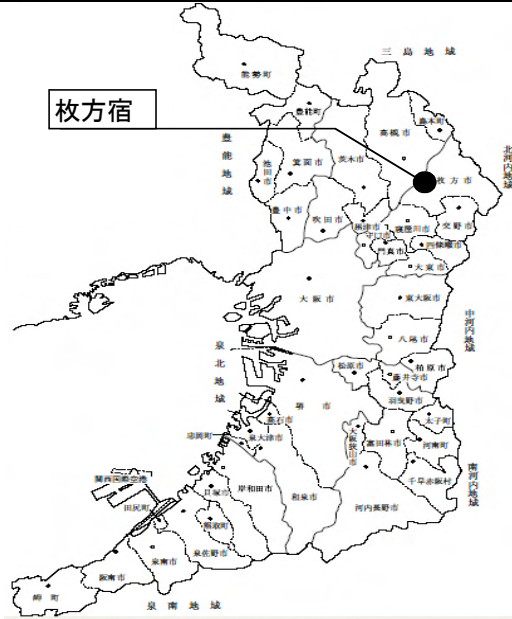 三島地域
能勢町
枚方宿
豊能町
高槻市
島本町
北河内地域
豊能地域
池田市
箕面市
茨木市
枚方市
豊中市
吹田市
摂津市
寝屋川市
交野市
守口市
門真市
四條畷市
大東市
大阪市
東大阪市
中河内地域
八尾市
泉北地域
松原市
柏原市
藤井寺市
堺市
羽曳野市
高石市
太子町
忠岡町
泉大津市
大阪狭山市
富田林市
河南町
南河内地域
千早赤阪村
関西国際空港
貝塚市
岸和田市
和泉市
河内長野市
田尻町
熊取町
泉佐野市
泉南市
阪南市
岬町
泉南地域